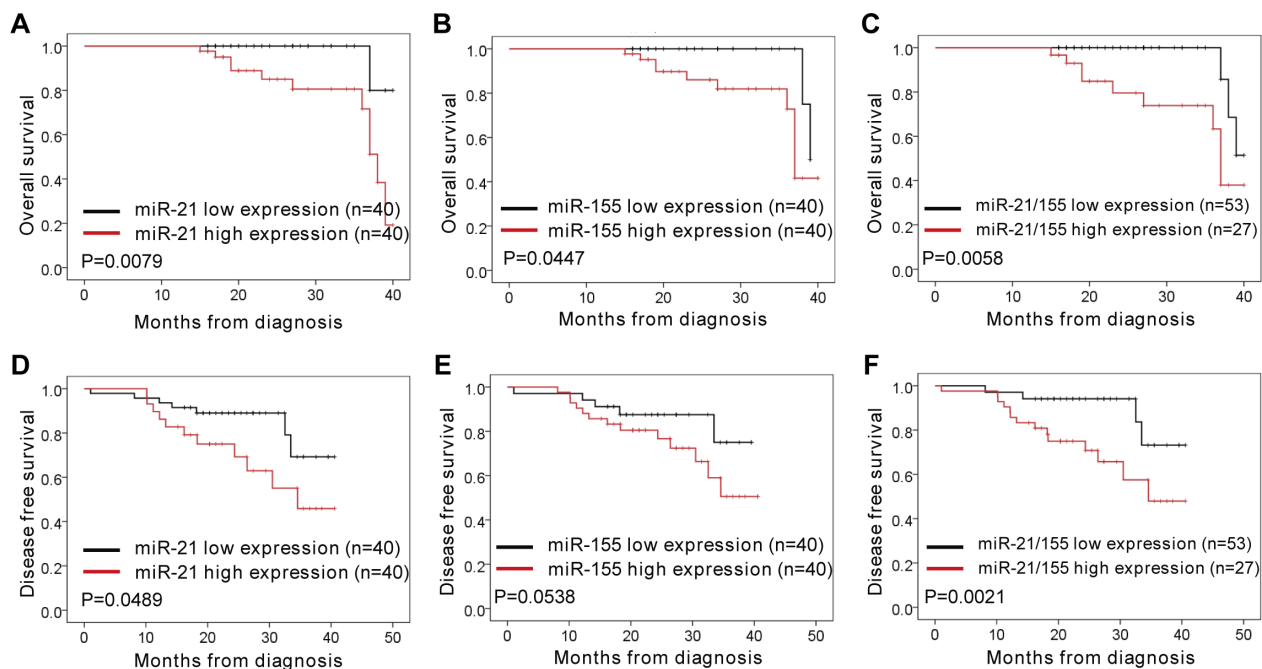 A
1.0
0.8
0.6
0.4
0.2
0.0
Overall survival
miR-21 low expression (n=40)
miR-21 high expression (n=40)
P=0.0079
0 10 20 30 40
Months from diagnosis
B
1.0
0.8
0.6
0.4
0.2
0.0
Overall survival
miR-155 low expression (n=40)
miR-155 high expression (n=40)
P=0.0447
0 10 20 30 40
Months from diagnosis
C
1.0
0.8
0.6
0.4
0.2
0.0
Overall survival
miR-21/155 low expression (n=53)
miR-21/155 high expression (n=27)
P=0.0058
0 10 20 30 40
Months from diagnosis
D
1.0
0.8
0.6
0.4
0.2
0.0
Disease free survival
miR-21 low expression (n=40)
miR-21 high expression (n=40)
P=0.0489
0 10 20 30 40 50
Months from diagnosis
E
1.0
0.8
0.6
0.4
0.2
0.0
Disease free survival
miR-155 low expression (n=40)
miR-155 high expression (n=40)
P=0.0538
0 10 20 30 40 50
Months from diagnosis
F
1.0
0.8
0.6
0.4
0.2
0.0
Disease free survival
miR-21/155 low expression (n=53)
miR-21/155 high expression (n=27)
P=0.0021
0 10 20 30 40 50
Months from diagnosis